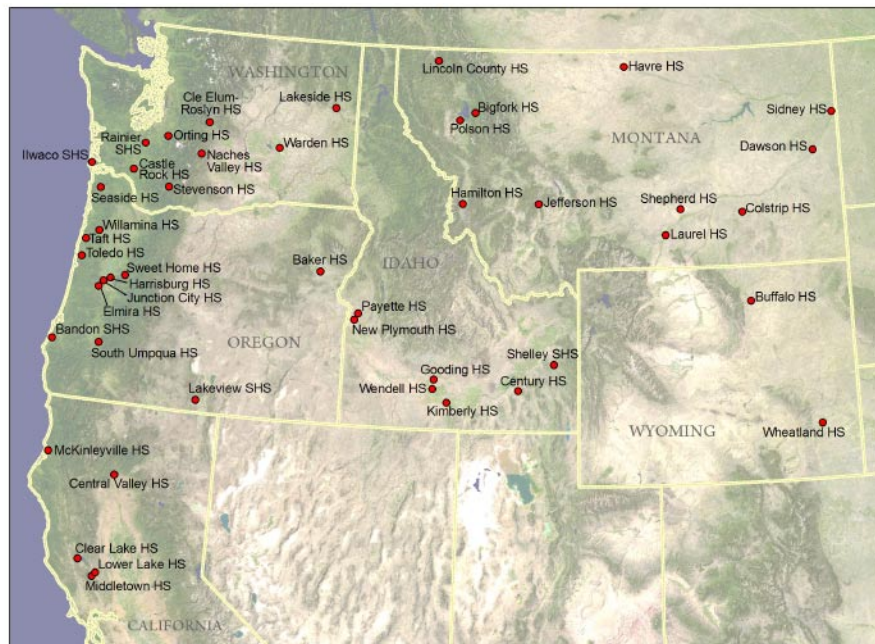 WASHINGTON
Cle Elum-
Roslyn HS
Lakeside HS
Orting HS
Rainier
SHS
Naches
Valley HS
Warden HS
Ilwaco SHS
Castle
Rock HS
Stevenson HS
Seaside HS
Lincoln County HS
Havre HS
Bigfork HS
Polson HS
MONTANA
Sidney HS
Dawson HS
Hamilton HS
Jefferson HS
Shepherd HS
Colstrip HS
Laurel HS
Willamina HS
Taft HS
Toledo HS
Sweet Home HS
Harrisburg HS
Junction City HS
Elmira HS
Baker HS
IDAHO
Payette HS
New Plymouth HS
Buffalo HS
Bandon SHS
South Umpqua HS
OREGON
Shelley SHS
Gooding HS
Wendell HS
Century HS
Kimberly HS
Lakeview SHS
WYOMING
Wheatland HS
McKinleyville HS
Central Valley HS
Clear Lake HS
Lower Lake HS
Middletown HS
CALIFORNIA